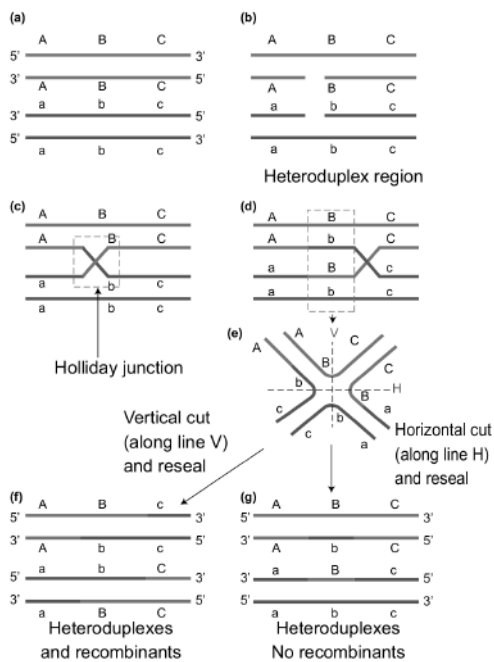 (a)
A B C
5' 3'
3' 5'
A B C
a b c
3' 5'
5' 3'
a b c
(b)
A B C
A B C
a b c
a b c
Heteroduplex region
(c)
A B C
A B C
a b c
a b c
Holliday junction
(d)
A B C
A b C
a B c
a b c
(e)
A V C
A B C
b H
B
c b a
c a
Vertical cut
(along line V)
and reseal
Horizontal cut
(along line H)
and reseal
(f)
A B c
5' 3'
3' 5'
A b c
a b C
5' 3'
3' 5'
a B C
Heteroduplexes
and recombinants
(g)
A B C
5' 3'
3' 5'
A b C
a B c
5' 3'
3' 5'
a b c
Heteroduplexes
No recombinants